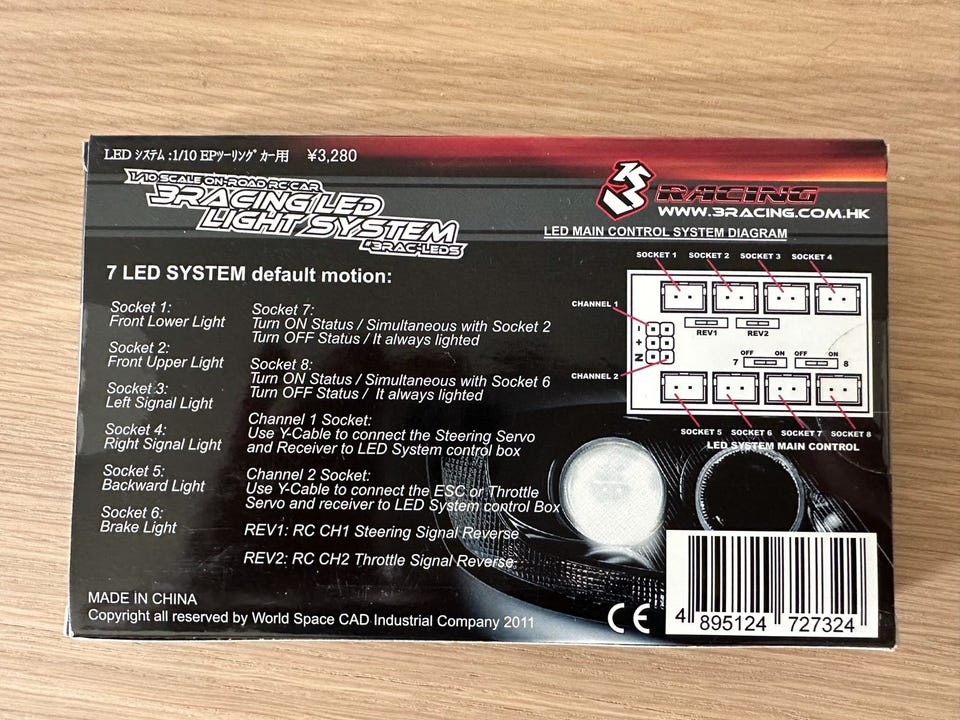 LED システム:1/10 EPツーリングカー用 ¥3,280
1/10 SCALE ON-ROAD RC CAR
3RACING LED
LIGHT SYSTEM
#3RAC-LEDS
7 LED SYSTEM default motion:
Socket 1:
Front Lower Light
Socket 2:
Front Upper Light
Socket 3:
Left Signal Light
Socket 4:
Right Signal Light
Socket 5:
Backward Light
Socket 6:
Brake Light
Socket 7:
Turn ON Status / Simultaneous with Socket 2
Turn OFF Status / It always lighted
Socket 8:
Turn ON Status / Simultaneous with Socket 6
Turn OFF Status / It always lighted
Channel 1 Socket:
Use Y-Cable to connect the Steering Servo
and Receiver to LED System control box
Channel 2 Socket:
Use Y-Cable to connect the ESC or Throttle
Servo and receiver to LED System control Box
REV1: RC CH1 Steering Signal Reverse
REV2: RC CH2 Throttle Signal Reverse
3 RACING
WWW.3RACING.COM.HK
LED MAIN CONTROL SYSTEM DIAGRAM
SOCKET 1 SOCKET 2 SOCKET 3 SOCKET 4
CHANNEL 1
REV1 REV2
- + N
OFF ON OFF ON
7 8
CHANNEL 2
SOCKET 5 SOCKET 6 SOCKET 7 SOCKET 8
LED SYSTEM MAIN CONTROL
MADE IN CHINA
Copyright all reserved by World Space CAD Industrial Company 2011
CE
4 895124 727324